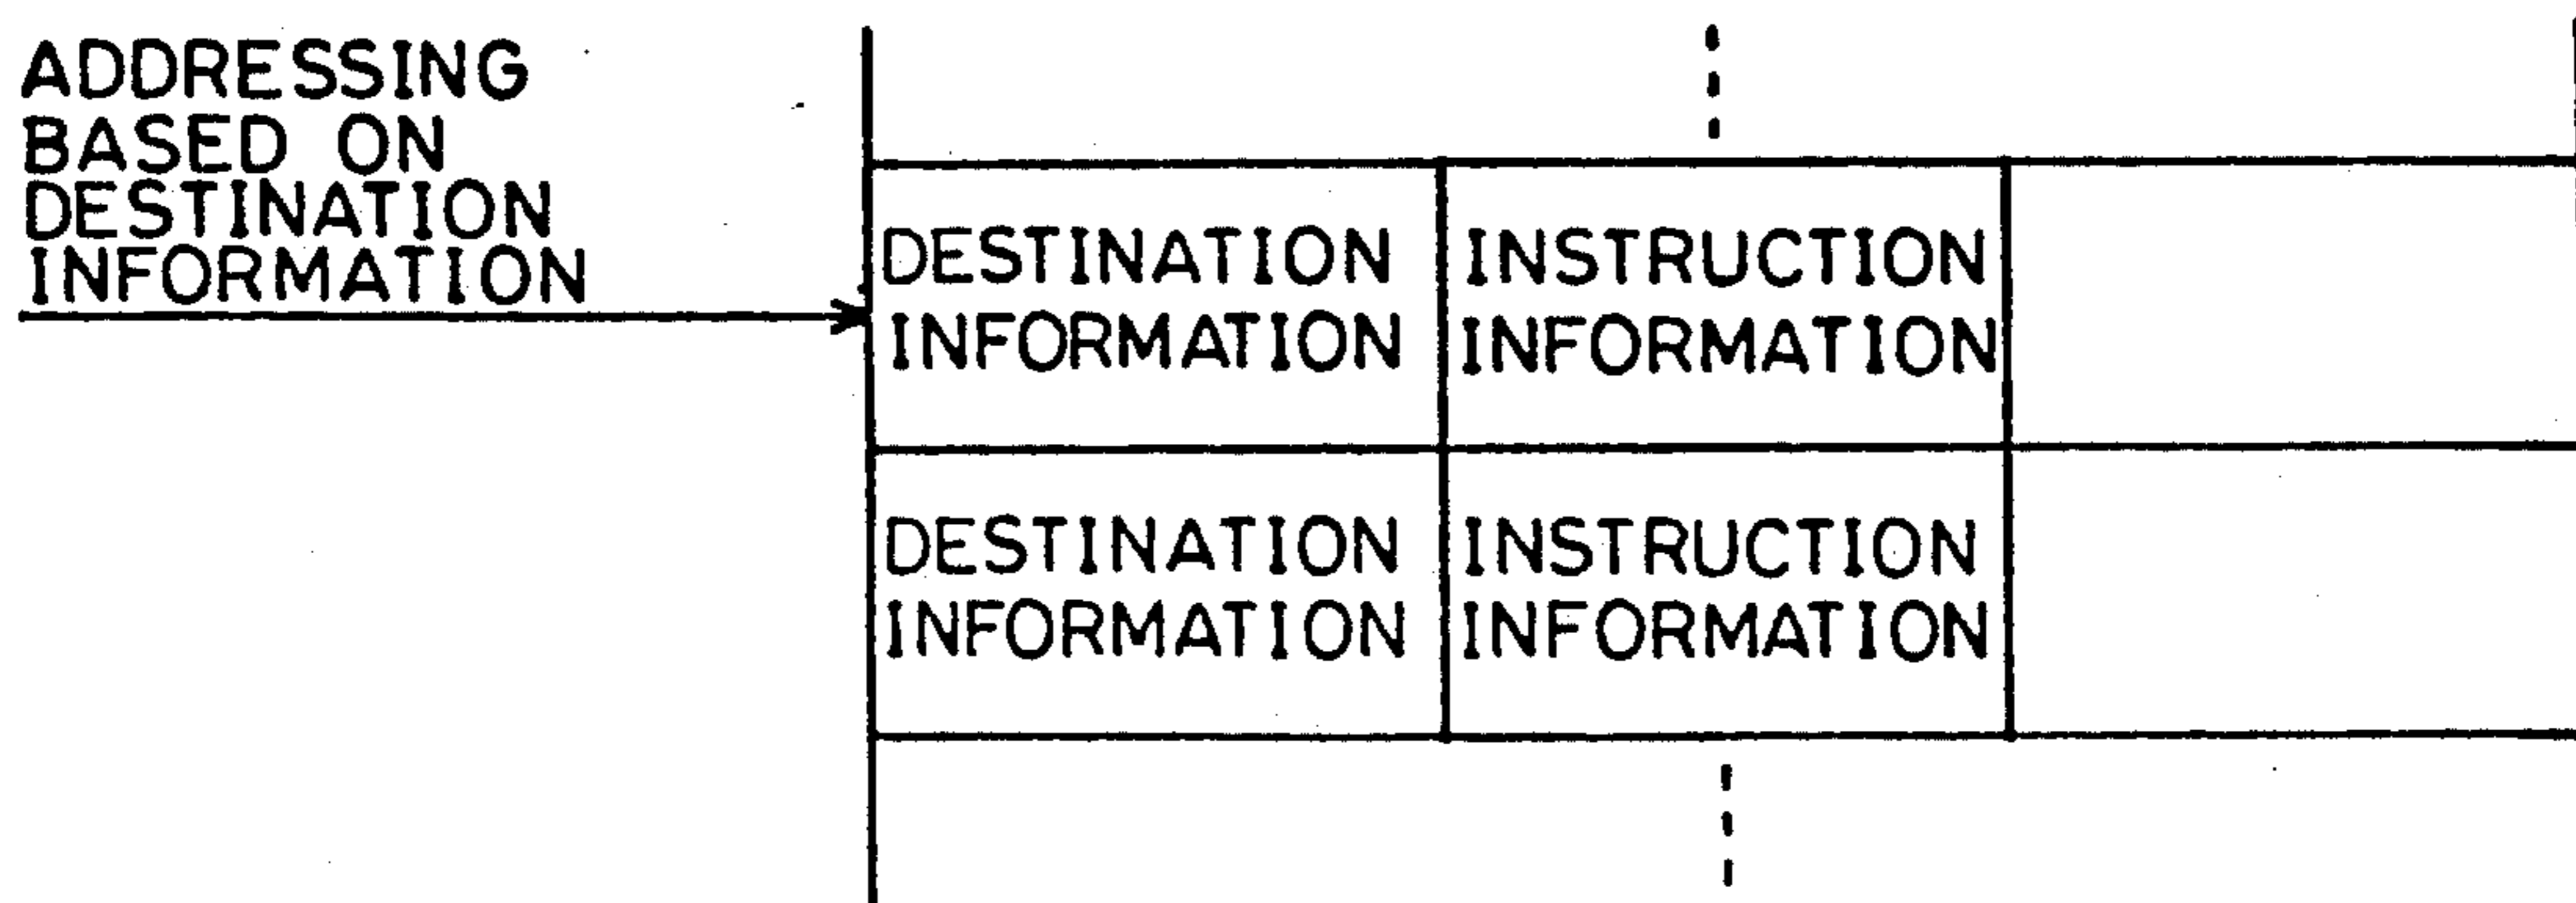 ADDRESSING
BASED ON
DESTINATION
INFORMATION
DESTINATION
INFORMATION
INSTRUCTION
INFORMATION
DESTINATION
INFORMATION
INSTRUCTION
INFORMATION